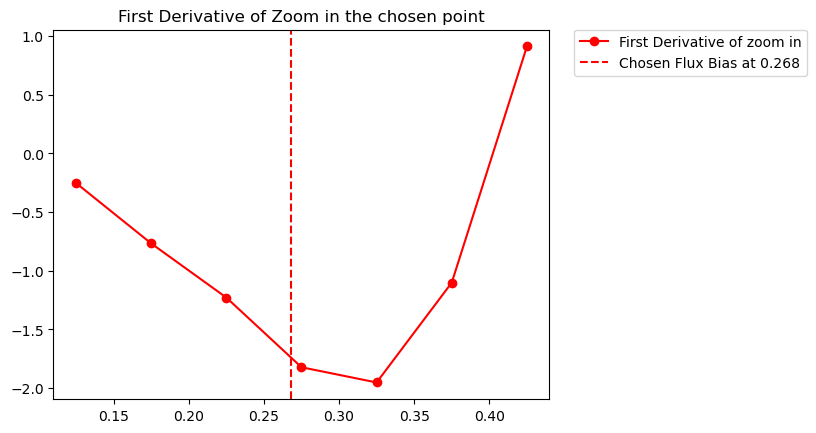 First Derivative of Zoom in the chosen point
First Derivative of zoom in
Chosen Flux Bias at 0.268
1.0
0.5
0.0
−0.5
−1.0
−1.5
−2.0
0.15 0.20 0.25 0.30 0.35 0.40